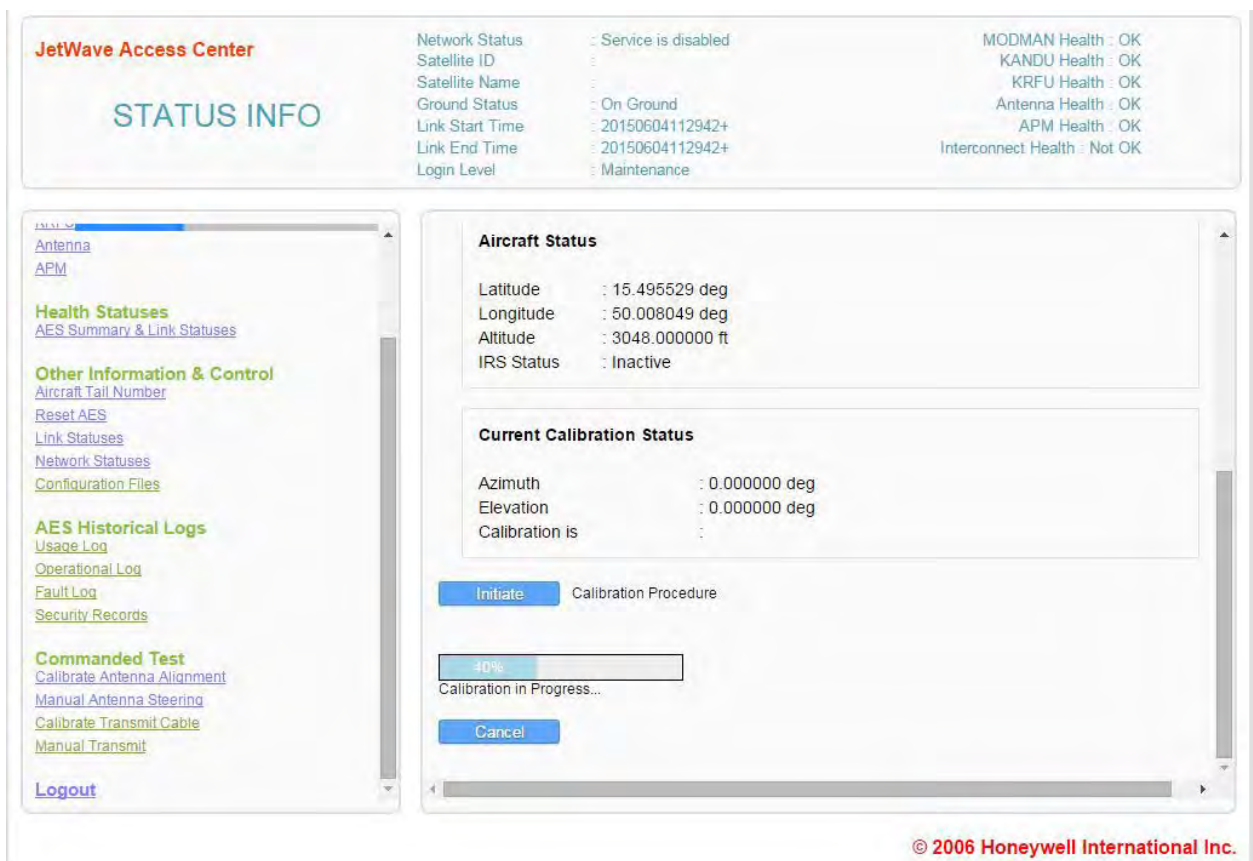 JetWave Access Center
STATUS INFO
Network Status : Service is disabled
Satellite ID :
Satellite Name :
Ground Status : On Ground
Link Start Time : 20150604112942+
Link End Time : 20150604112942+
Login Level : Maintenance
MODMAN Health : OK
KANDU Health : OK
KRFU Health : OK
Antenna Health : OK
APM Health : OK
Interconnect Health : Not OK
Antenna
APM
Health Statuses
AES Summary & Link Statuses
Other Information & Control
Aircraft Tail Number
Reset AES
Link Statuses
Network Statuses
Configuration Files
AES Historical Logs
Usage Log
Operational Log
Fault Log
Security Records
Commanded Test
Calibrate Antenna Alignment
Manual Antenna Steering
Calibrate Transmit Cable
Manual Transmit
Logout
Aircraft Status
Latitude : 15.495529 deg
Longitude : 50.008049 deg
Altitude : 3048.000000 ft
IRS Status : Inactive
Current Calibration Status
Azimuth : 0.000000 deg
Elevation : 0.000000 deg
Calibration is :
Initiate Calibration Procedure
40%
Calibration in Progress...
Cancel
© 2006 Honeywell International Inc.